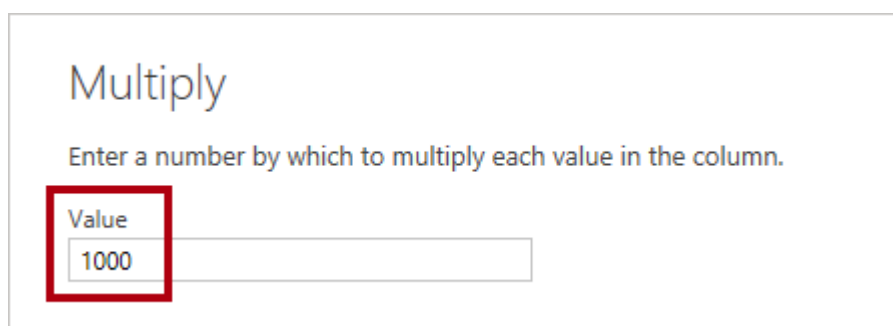 Multiply
Enter a number by which to multiply each value in the column.
Value
1000